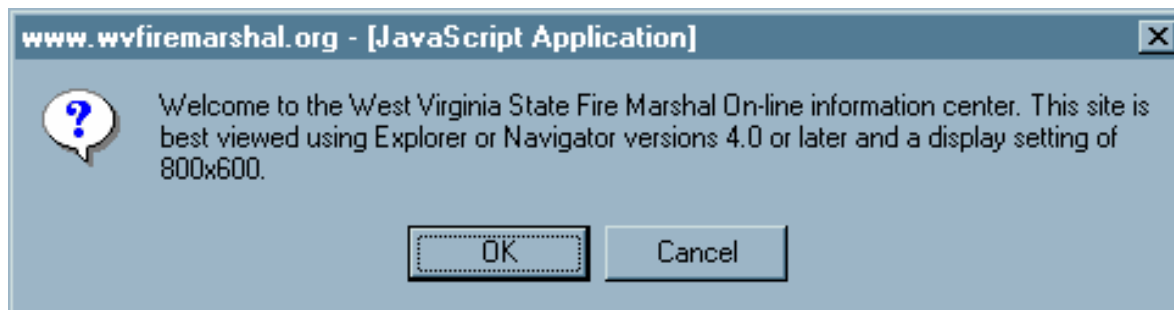 www.wvfiremarshal.org - [JavaScript Application]
Welcome to the West Virginia State Fire Marshal On-line information center. This site is
best viewed using Explorer or Navigator versions 4.0 or later and a display setting of
800x600.
OK Cancel